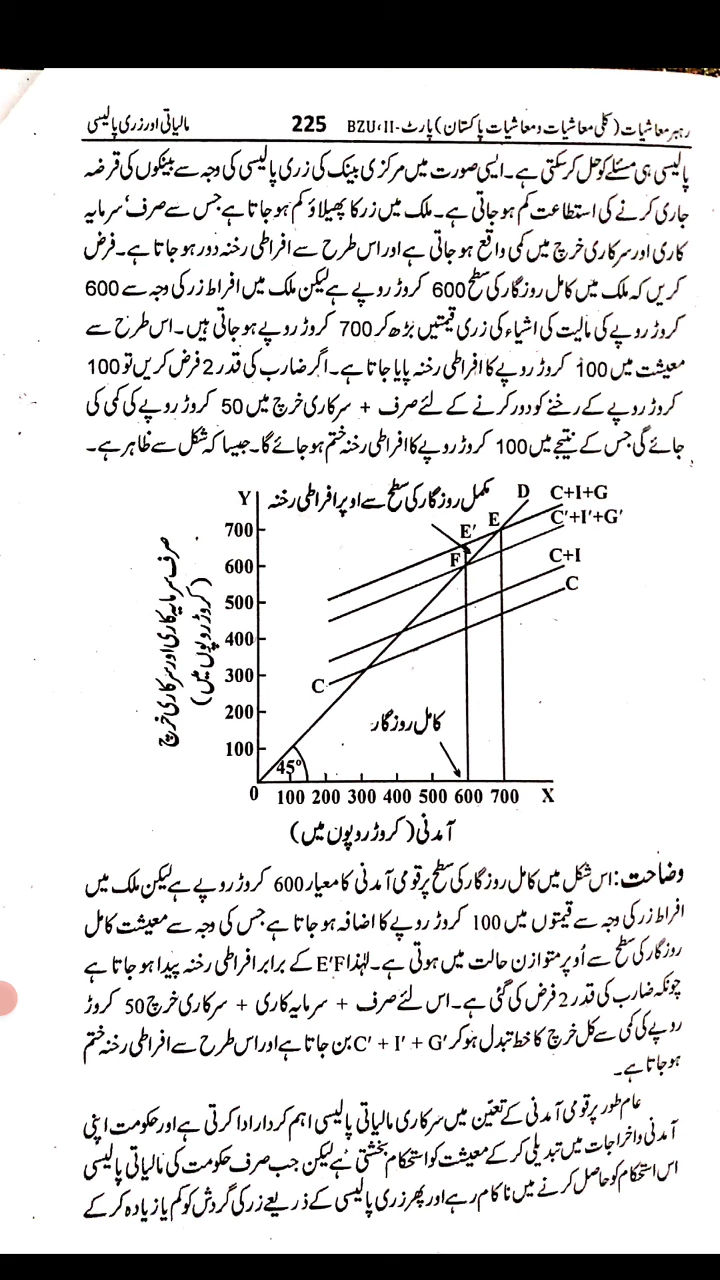 رہبر معاشیات (کلی معاشیات و معاشیات پاکستان) پارٹ-II، BZU 225 مالیاتی اور زری پالیسی
پالیسی ہی مسئلے کو حل کر سکتی ہے۔ ایسی صورت میں مرکزی بینک کی زری پالیسی کی وجہ سے بینکوں کی قرضہ
جاری کرنے کی استطاعت کم ہو جاتی ہے۔ ملک میں زر کا پھیلاؤ کم ہو جاتا ہے جس سے صرف، سرمایہ
کاری اور سرکاری خرچ میں کمی واقع ہو جاتی ہے اور اس طرح سے افراطی رخنہ دور ہو جاتا ہے۔ فرض
کریں کہ ملک میں کامل روزگار کی سطح 600 کروڑ روپے ہے لیکن ملک میں افراط زر کی وجہ سے 600
کروڑ روپے کی مالیت کی اشیاء کی زری قیمتیں بڑھ کر 700 کروڑ روپے ہو جاتی ہیں۔ اس طرح سے
معیشت میں 100 کروڑ روپے کا افراطی رخنہ پایا جاتا ہے۔ اگر ضارب کی قدر 2 فرض کریں تو 100
کروڑ روپے کے رخنے کو دور کرنے کے لئے صرف + سرکاری خرچ میں 50 کروڑ روپے کی کمی کی
جائے گی جس کے نتیجے میں 100 کروڑ روپے کا افراطی رخنہ ختم ہو جائے گا۔ جیسا کہ شکل سے ظاہر ہے۔
Y مکمل روزگار کی سطح سے اوپر افراطی رخنہ D C+I+G
C′+I′+G′
E′ E
F
C+I
C
C
700
600
500
400
300
200
100
صرف سرمایہ کاری اور سرکاری خرچ
(کروڑ روپوں میں)
کامل روزگار
45°
0 100 200 300 400 500 600 700 X
آمدنی (کروڑ روپوں میں)
وضاحت: اس شکل میں کامل روزگار کی سطح پر قومی آمدنی کا معیار 600 کروڑ روپے ہے لیکن ملک میں
افراط زر کی وجہ سے قیمتوں میں 100 کروڑ روپے کا اضافہ ہو جاتا ہے جس کی وجہ سے معیشت کامل
روزگار کی سطح سے اُوپر متوازن حالت میں ہوتی ہے۔ لہٰذا E′F کے برابر افراطی رخنہ پیدا ہو جاتا ہے
چونکہ ضارب کی قدر 2 فرض کی گئی ہے۔ اس لئے صرف + سرمایہ کاری + سرکاری خرچ 50 کروڑ
روپے کی کمی سے کل خرچ کا خط تبدیل ہو کر C′ + I′ + G′ بن جاتا ہے اور اس طرح سے افراطی رخنہ ختم
ہو جاتا ہے۔
عام طور پر قومی آمدنی کے تعیّن میں سرکاری مالیاتی پالیسی اہم کردار ادا کرتی ہے اور حکومت اپنی
آمدنی و اخراجات میں تبدیلی کر کے معیشت کو استحکام بخشتی ہے لیکن جب صرف حکومت کی مالیاتی پالیسی
اس استحکام کو حاصل کرنے میں ناکام رہے اور پھر زری پالیسی کے ذریعے زر کی گردش کو کم یا زیادہ کر کے